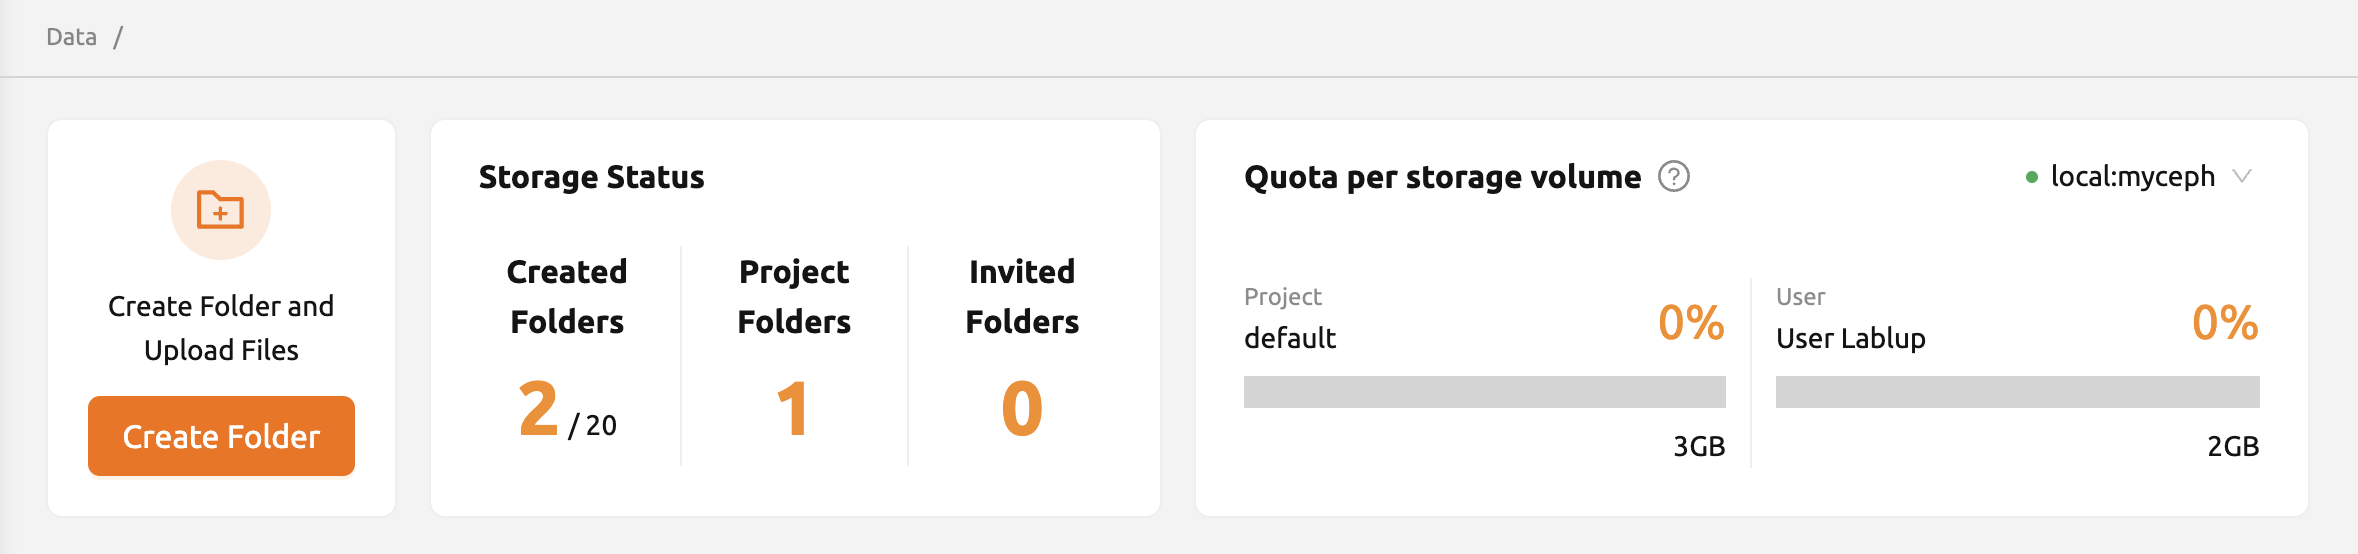 Data /
Create Folder and
Upload Files
Create Folder
Storage Status
Created
Folders
2 / 20
Project
Folders
1
Invited
Folders
0
Quota per storage volume ?
local:myceph
Project
default
0%
3GB
User
User Lablup
0%
2GB